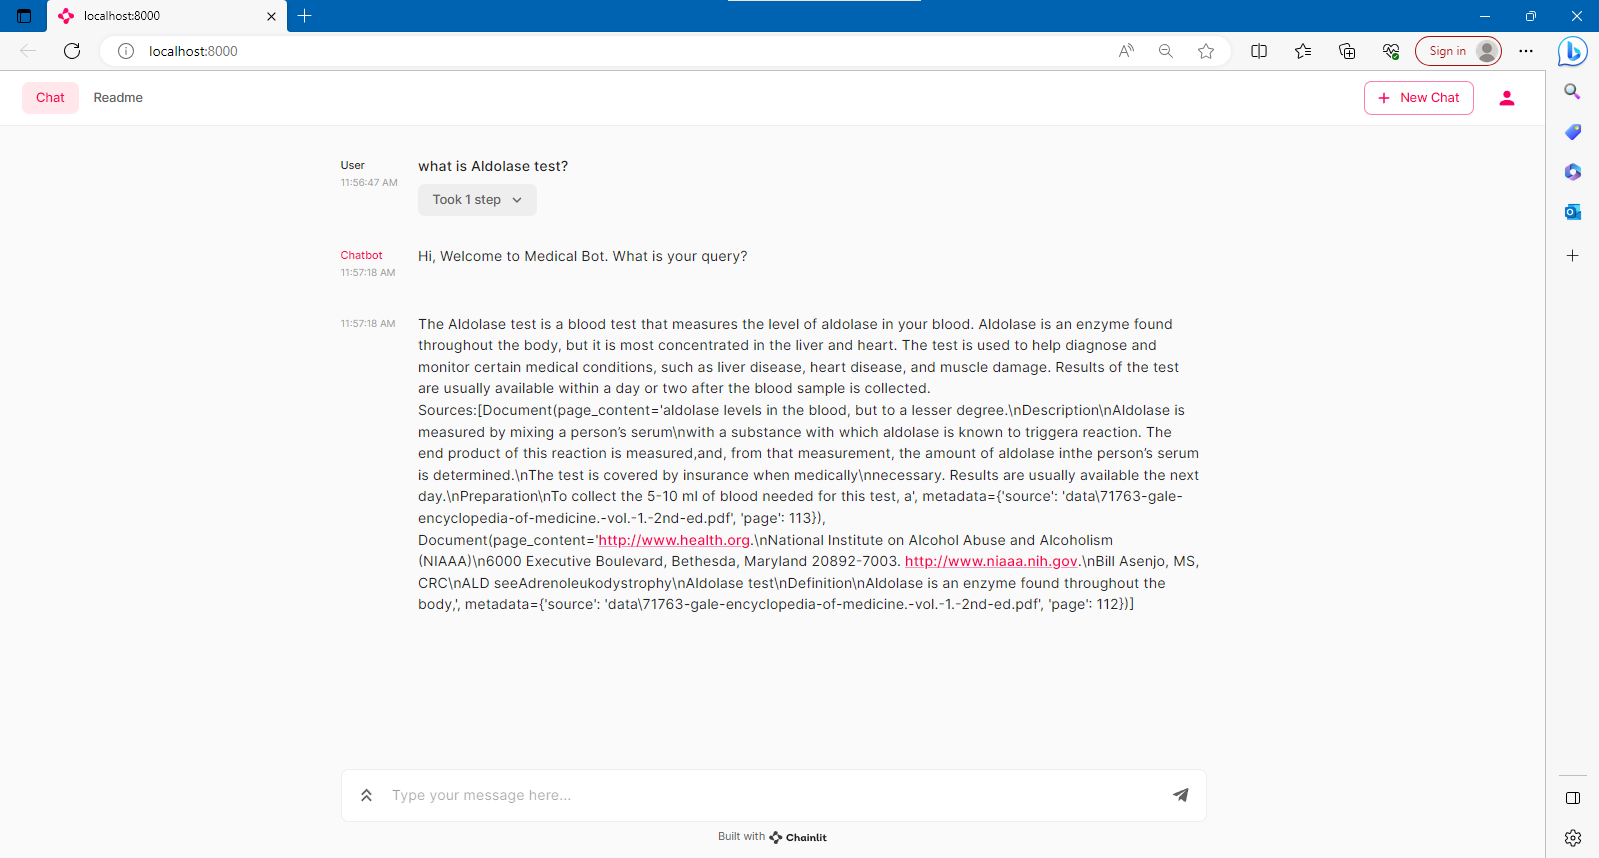 localhost:8000
localhost:8000
Sign in
Chat
Readme
New Chat
User
11:56:47 AM
what is Aldolase test?
Took 1 step
Chatbot
11:57:18 AM
Hi, Welcome to Medical Bot. What is your query?
11:57:18 AM
The Aldolase test is a blood test that measures the level of aldolase in your blood. Aldolase is an enzyme found
throughout the body, but it is most concentrated in the liver and heart. The test is used to help diagnose and
monitor certain medical conditions, such as liver disease, heart disease, and muscle damage. Results of the test
are usually available within a day or two after the blood sample is collected.
Sources:[Document(page_content='aldolase levels in the blood, but to a lesser degree.\nDescription\nAldolase is
measured by mixing a person’s serum\nwith a substance with which aldolase is known to triggera reaction. The
end product of this reaction is measured,and, from that measurement, the amount of aldolase inthe person’s serum
is determined.\nThe test is covered by insurance when medically\nnecessary. Results are usually available the next
day.\nPreparation\nTo collect the 5-10 ml of blood needed for this test, a', metadata={'source': 'data\71763-gale-
encyclopedia-of-medicine.-vol.-1.-2nd-ed.pdf', 'page': 113}),
Document(page_content='http://www.health.org.\nNational Institute on Alcohol Abuse and Alcoholism
(NIAAA)\n6000 Executive Boulevard, Bethesda, Maryland 20892-7003. http://www.niaaa.nih.gov.\nBill Asenjo, MS,
CRC\nALD seeAdrenoleukodystrophy\nAldolase test\nDefinition\nAldolase is an enzyme found throughout the
body,', metadata={'source': 'data\71763-gale-encyclopedia-of-medicine.-vol.-1.-2nd-ed.pdf', 'page': 112})]
Type your message here...
Built with Chainlit